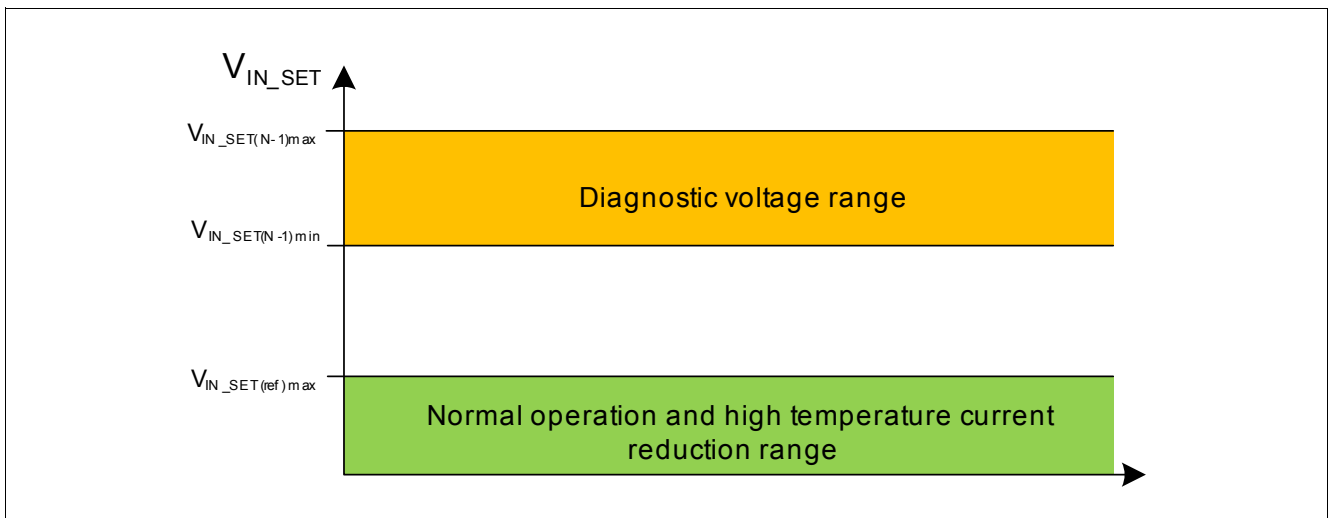 VIN_SET
VIN_SET(N-1)max
Diagnostic voltage range
VIN_SET(N-1)min
VIN_SET(ref)max
Normal operation and high temperature current
reduction range